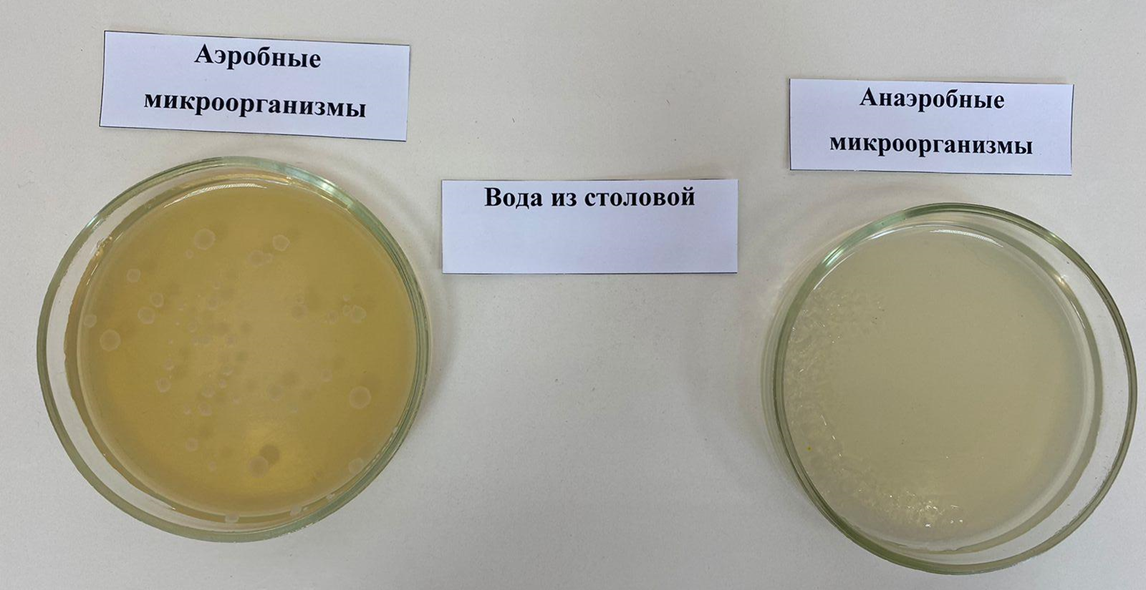 Аэробные
микроорганизмы
Вода из столовой
Анаэробные
микроорганизмы